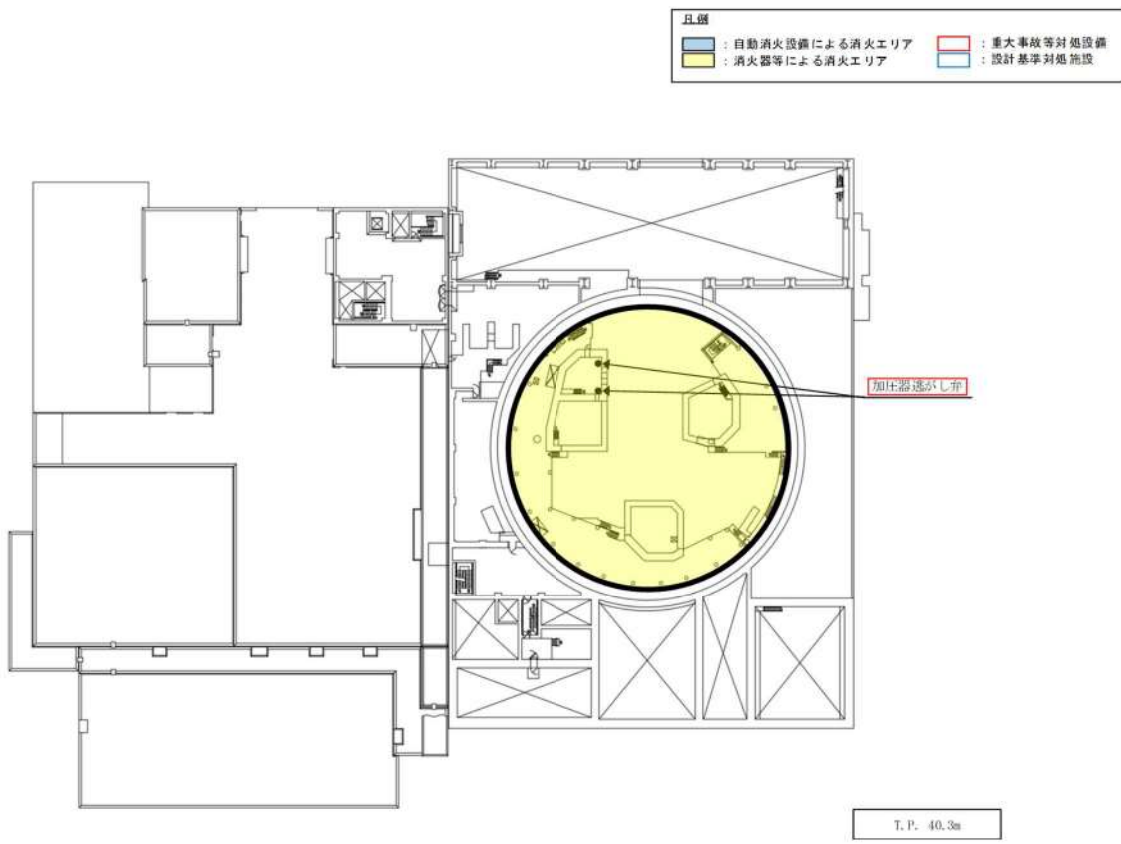 凡例
：自動消火設備による消火エリア
：重大事故等対処設備
：消火器等による消火エリア
：設計基準対処施設
加圧器逃がし弁
T.P. 40.3m